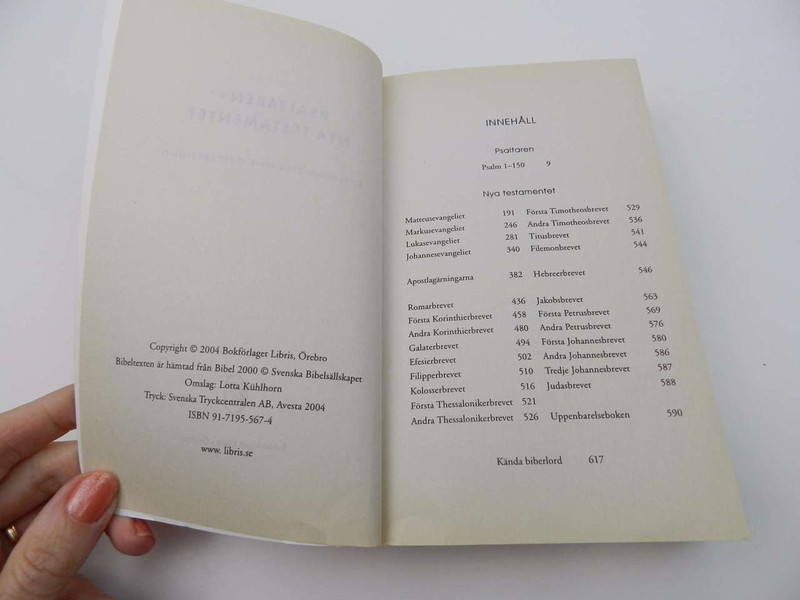 Copyright © 2004 Bokförlaget Libris, Örebro
Bibeltexten är hämtad från Bibel 2000 © Svenska Bibelsällskapet
Omslag: Lotta Kühlhorn
Tryck: Svenska Tryckcentralen AB, Avesta 2004
ISBN 91-7195-567-4
www. libris.se
INNEHÅLL
Psaltaren
Psalm 1–150 9
Nya testamentet
Matteusevangeliet 191
Markusevangeliet 246
Lukasevangeliet 281
Johannesevangeliet 340
Apostlagärningarna 382
Romarbrevet 436
Första Korinthierbrevet 458
Andra Korinthierbrevet 480
Galaterbrevet 494
Efesierbrevet 502
Filipperbrevet 510
Kolosserbrevet 516
Första Thessalonikerbrevet 521
Andra Thessalonikerbrevet 526
Första Timotheosbrevet 529
Andra Timotheosbrevet 536
Titusbrevet 541
Filemonbrevet 544
Hebreerbrevet 546
Jakobsbrevet 563
Första Petrusbrevet 569
Andra Petrusbrevet 576
Första Johannesbrevet 580
Andra Johannesbrevet 586
Tredje Johannesbrevet 587
Judasbrevet 588
Uppenbarelseboken 590
Kända biberlord 617